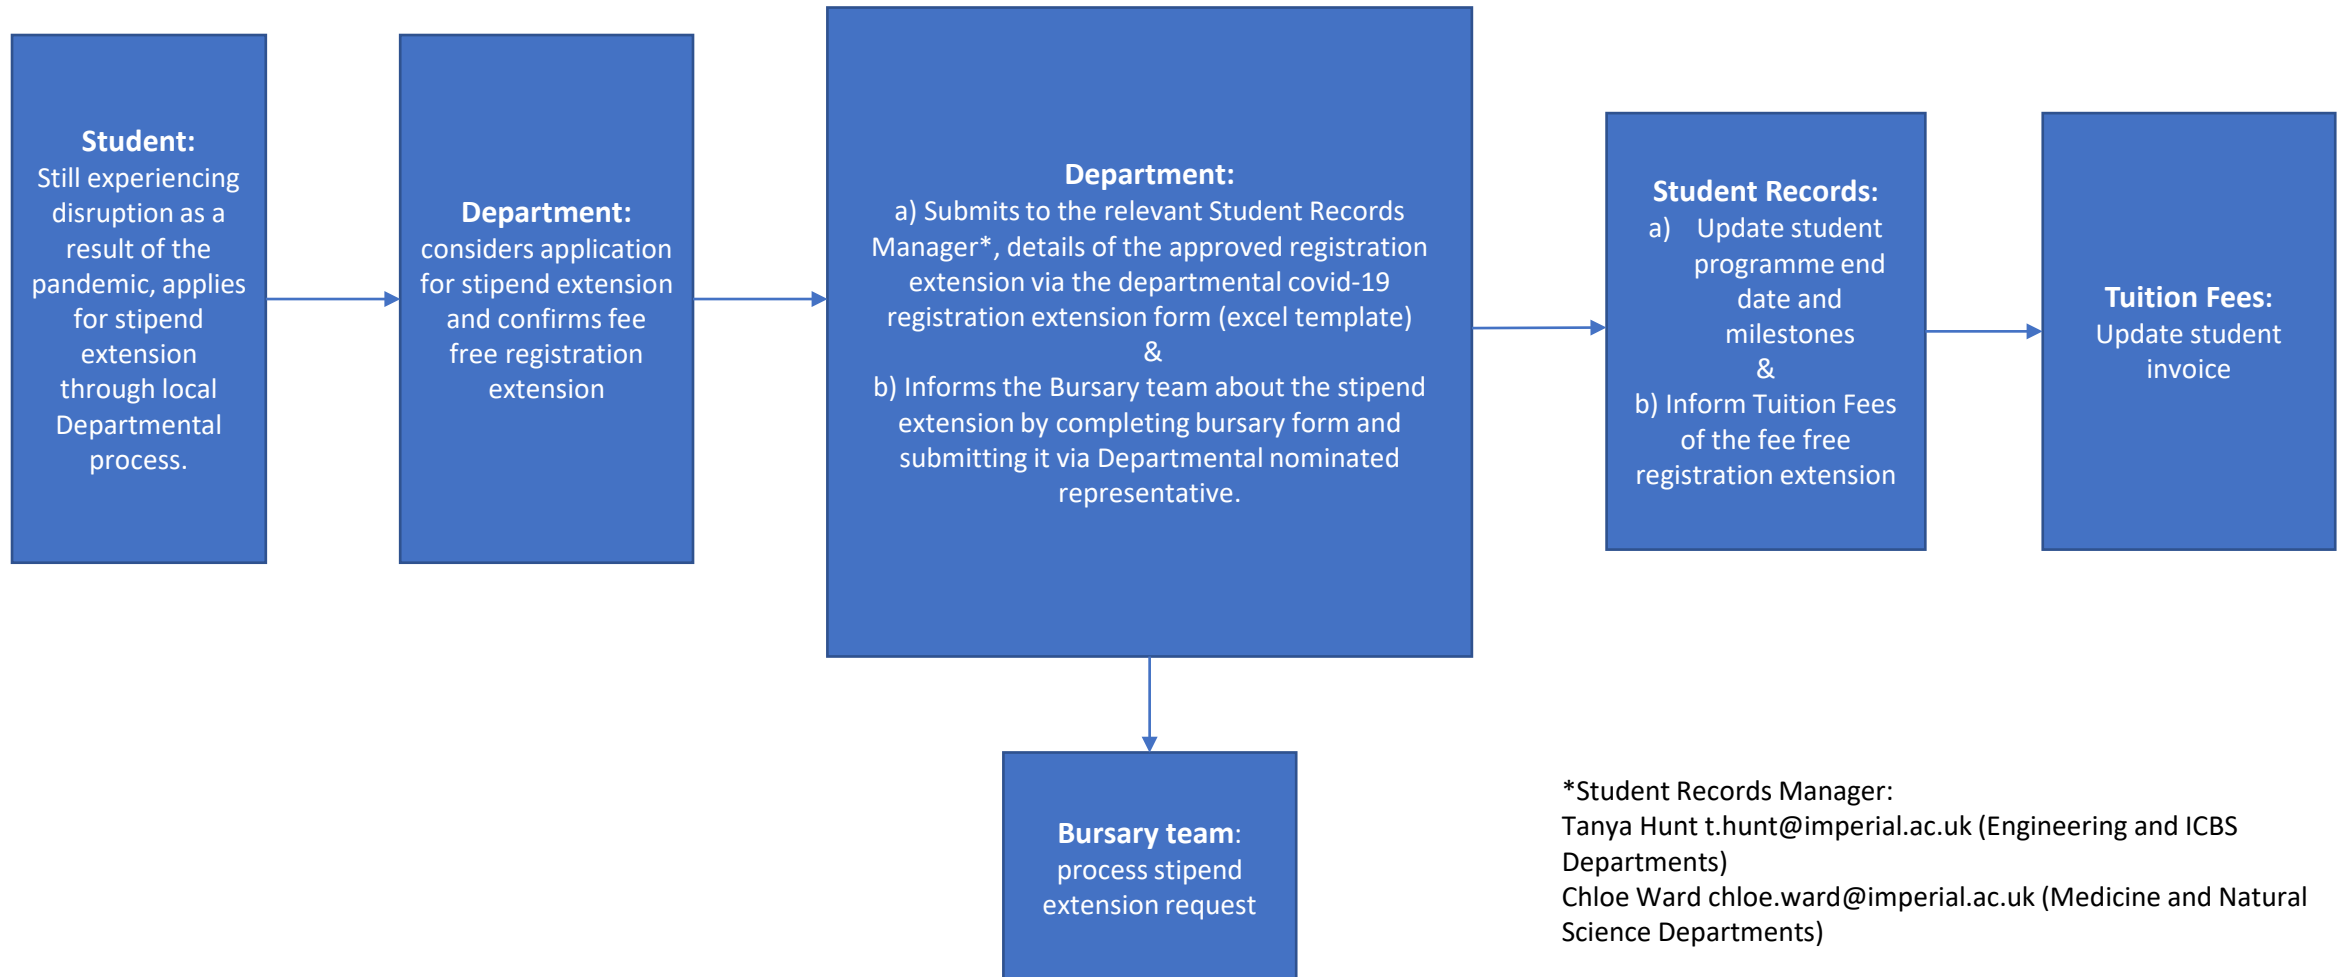 Student:
Still experiencing
disruption as a
result of the
pandemic, applies
for stipend
extension
through local
Departmental
process.
Department:
considers application
for stipend extension
and confirms fee
free registration
extension
Department:
a) Submits to the relevant Student Records
Manager*, details of the approved registration
extension via the departmental covid-19
registration extension form (excel template)
&
b) Informs the Bursary team about the stipend
extension by completing bursary form and
submitting it via Departmental nominated
representative.
Student Records:
a) Update student
programme end
date and
milestones
&
b) Inform Tuition Fees
of the fee free
registration extension
Tuition Fees:
Update student
invoice
Bursary team:
process stipend
extension request
*Student Records Manager:
Tanya Hunt t.hunt@imperial.ac.uk (Engineering and ICBS
Departments)
Chloe Ward chloe.ward@imperial.ac.uk (Medicine and Natural
Science Departments)